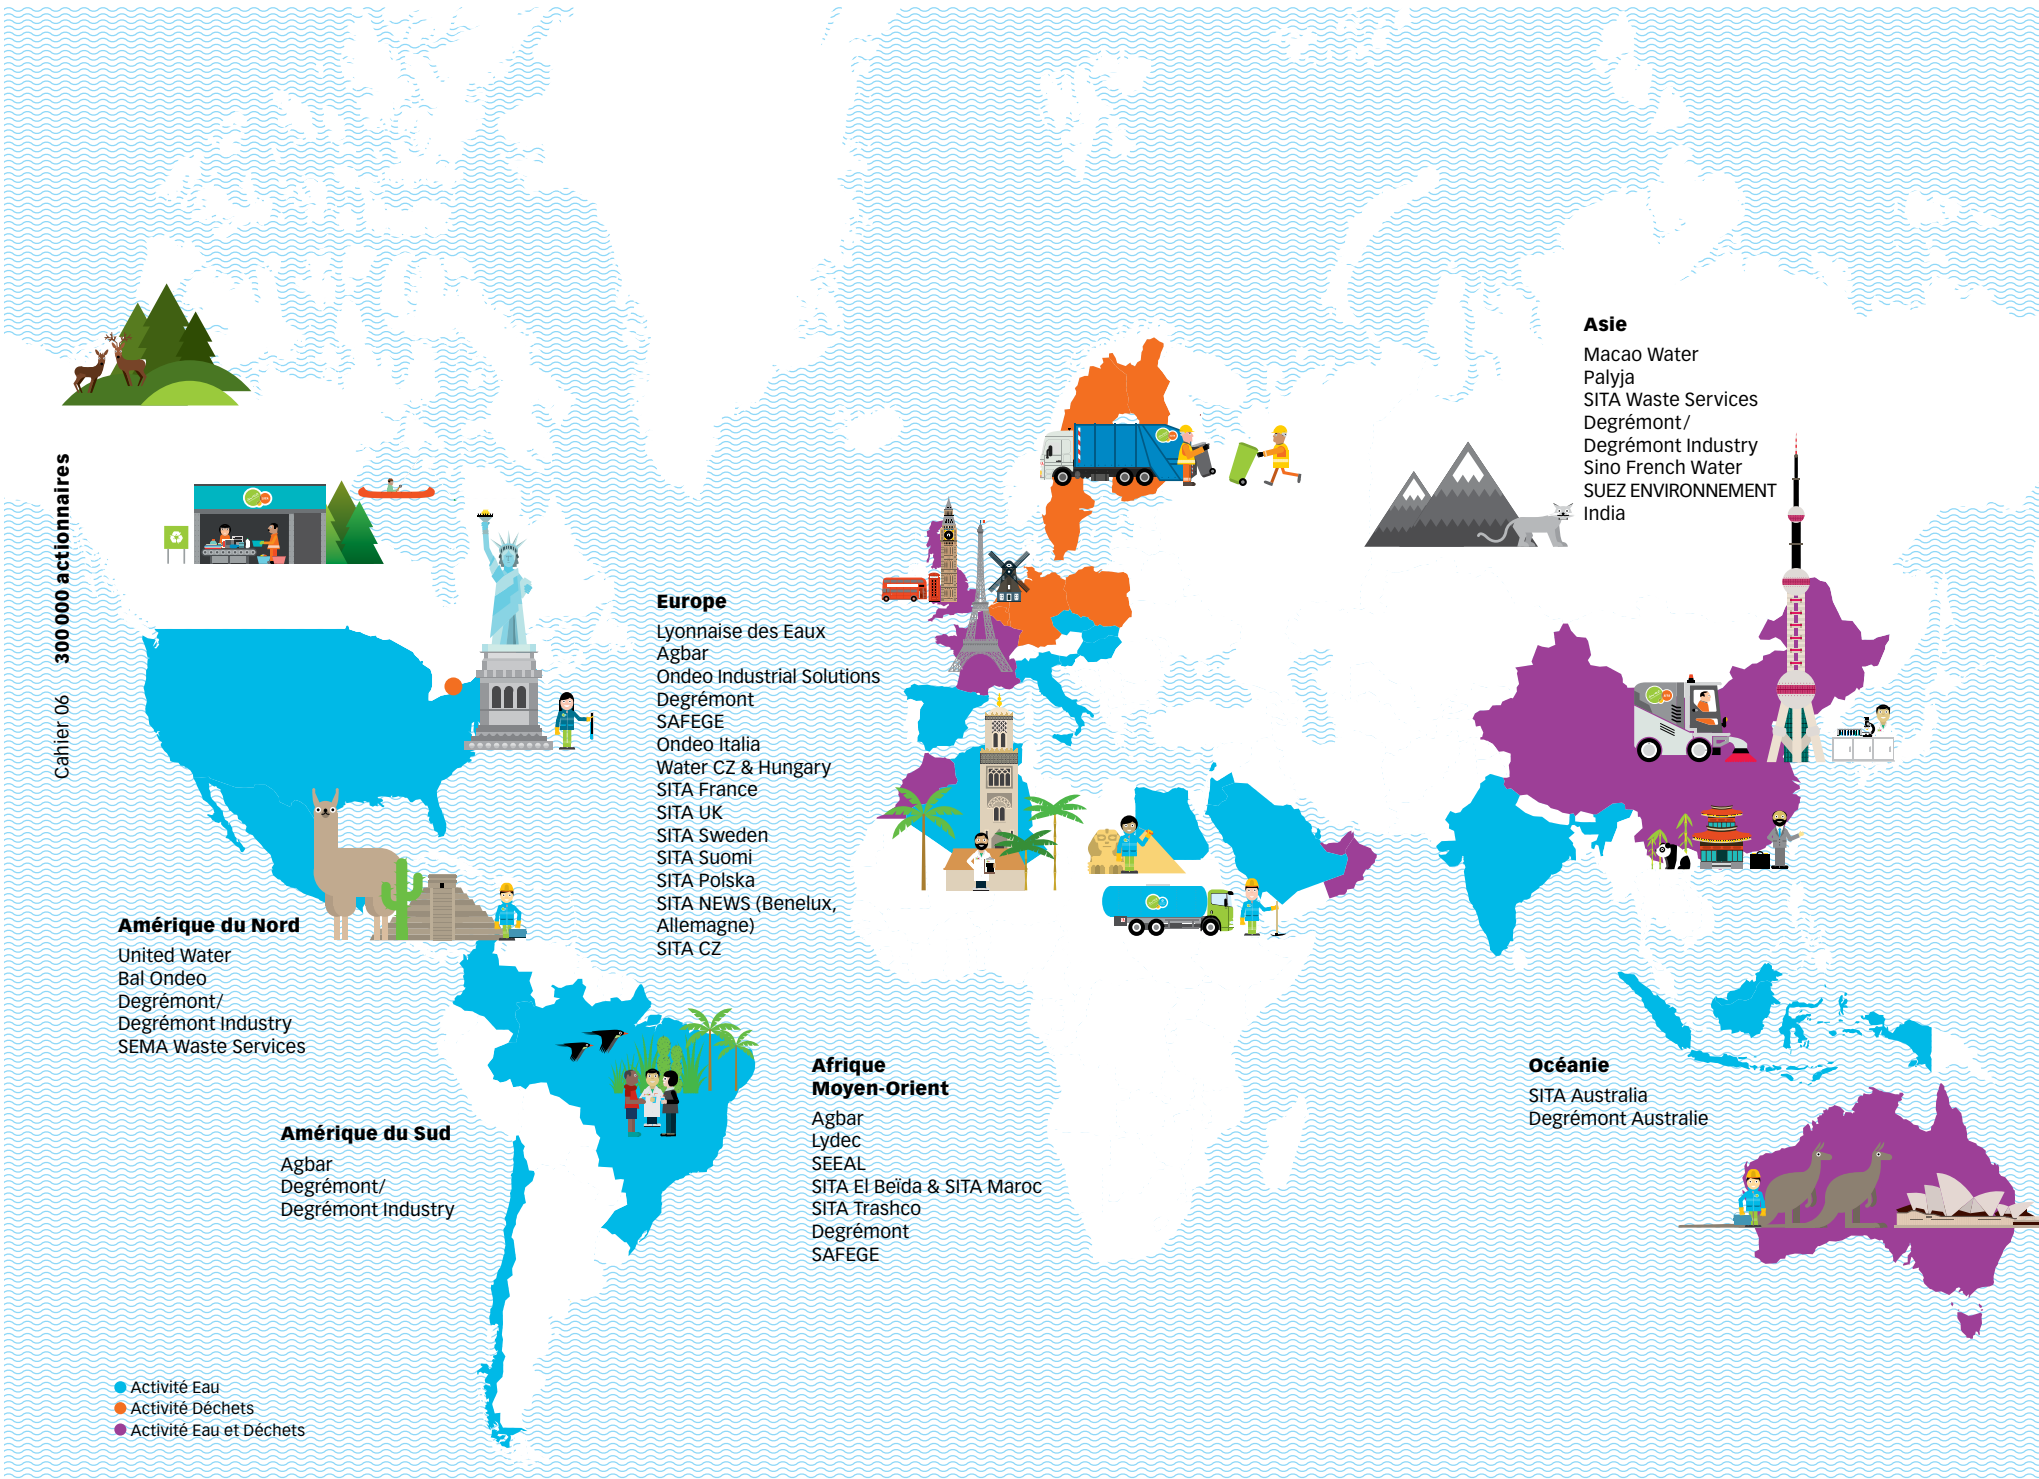 Cahier 06 300 000 actionnaires
Amérique du Nord
United Water
Bal Ondeo
Degrémont/
Degrémont Industry
SEMA Waste Services
Amérique du Sud
Agbar
Degrémont/
Degrémont Industry
Europe
Lyonnaise des Eaux
Agbar
Ondeo Industrial Solutions
Degrémont
SAFEGE
Ondeo Italia
Water CZ & Hungary
SITA France
SITA UK
SITA Sweden
SITA Suomi
SITA Polska
SITA NEWS (Benelux,
Allemagne)
SITA CZ
Afrique
Moyen-Orient
Agbar
Lydec
SEEAL
SITA El Beïda & SITA Maroc
SITA Trashco
Degrémont
SAFEGE
Asie
Macao Water
Palyja
SITA Waste Services
Degrémont/
Degrémont Industry
Sino French Water
SUEZ ENVIRONNEMENT
India
Océanie
SITA Australia
Degrémont Australie
Activité Eau
Activité Déchets
Activité Eau et Déchets